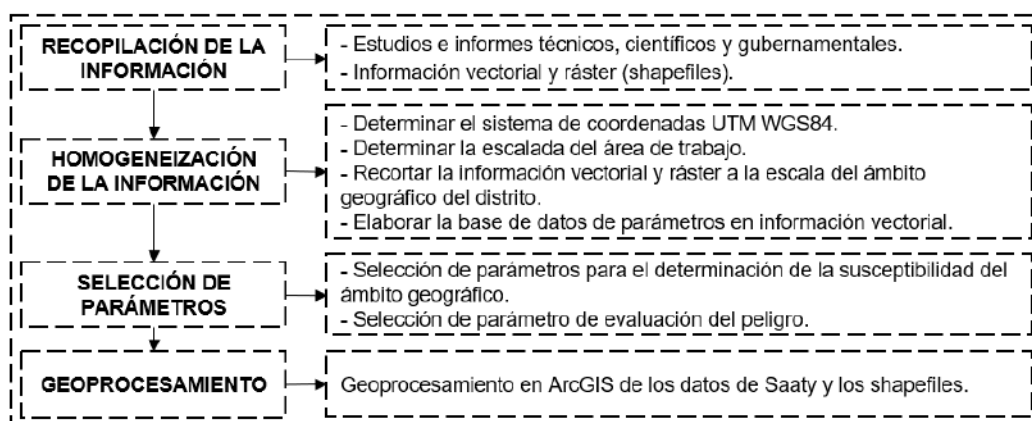 RECOPILACIÓN DE LA
INFORMACIÓN
- Estudios e informes técnicos, científicos y gubernamentales.
- Información vectorial y ráster (shapefiles).
HOMOGENEIZACIÓN
DE LA INFORMACIÓN
- Determinar el sistema de coordenadas UTM WGS84.
- Determinar la escalada del área de trabajo.
- Recortar la información vectorial y ráster a la escala del ámbito
geográfico del distrito.
- Elaborar la base de datos de parámetros en información vectorial.
SELECCIÓN DE
PARÁMETROS
- Selección de parámetros para el determinación de la susceptibilidad del
ámbito geográfico.
- Selección de parámetro de evaluación del peligro.
GEOPROCESAMIENTO
Geoprocesamiento en ArcGIS de los datos de Saaty y los shapefiles.